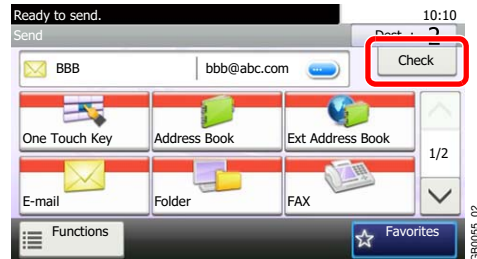 Ready to send. 10:10
Send Dest.: 2
BBB bbb@abc.com Check
One Touch Key Address Book Ext Address Book
1/2
E-mail Folder FAX
Functions Favorites
GB0055_02